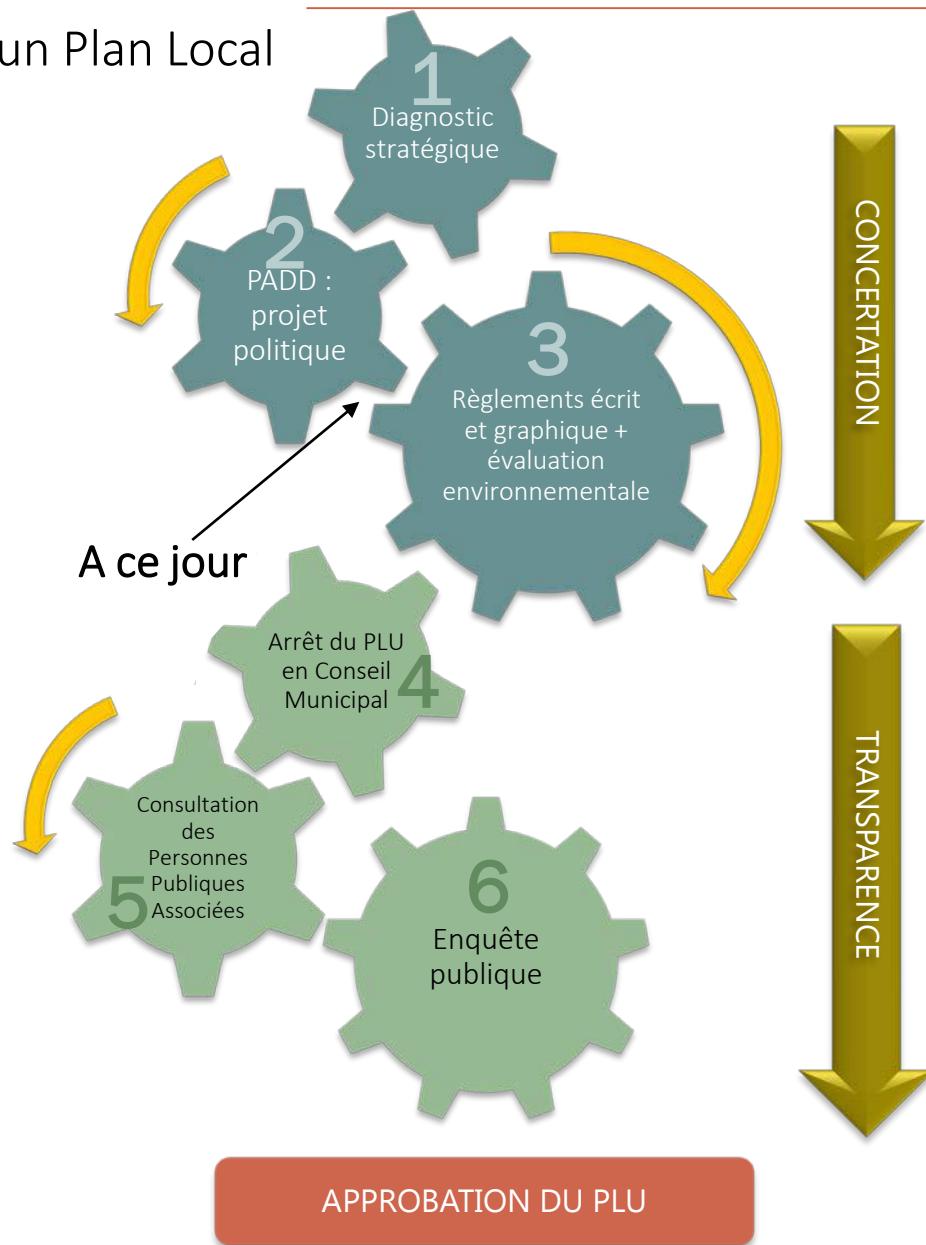 un Plan Local
1
Diagnostic
stratégique
2
PADD :
projet
politique
3
Règlements écrit
et graphique +
évaluation
environnementale
A ce jour
CONCERTATION
Arrêt du PLU
en Conseil
Municipal
4
Consultation
des
Personnes
Publiques
Associées
5
6
Enquête
publique
TRANSPARENCE
APPROBATION DU PLU